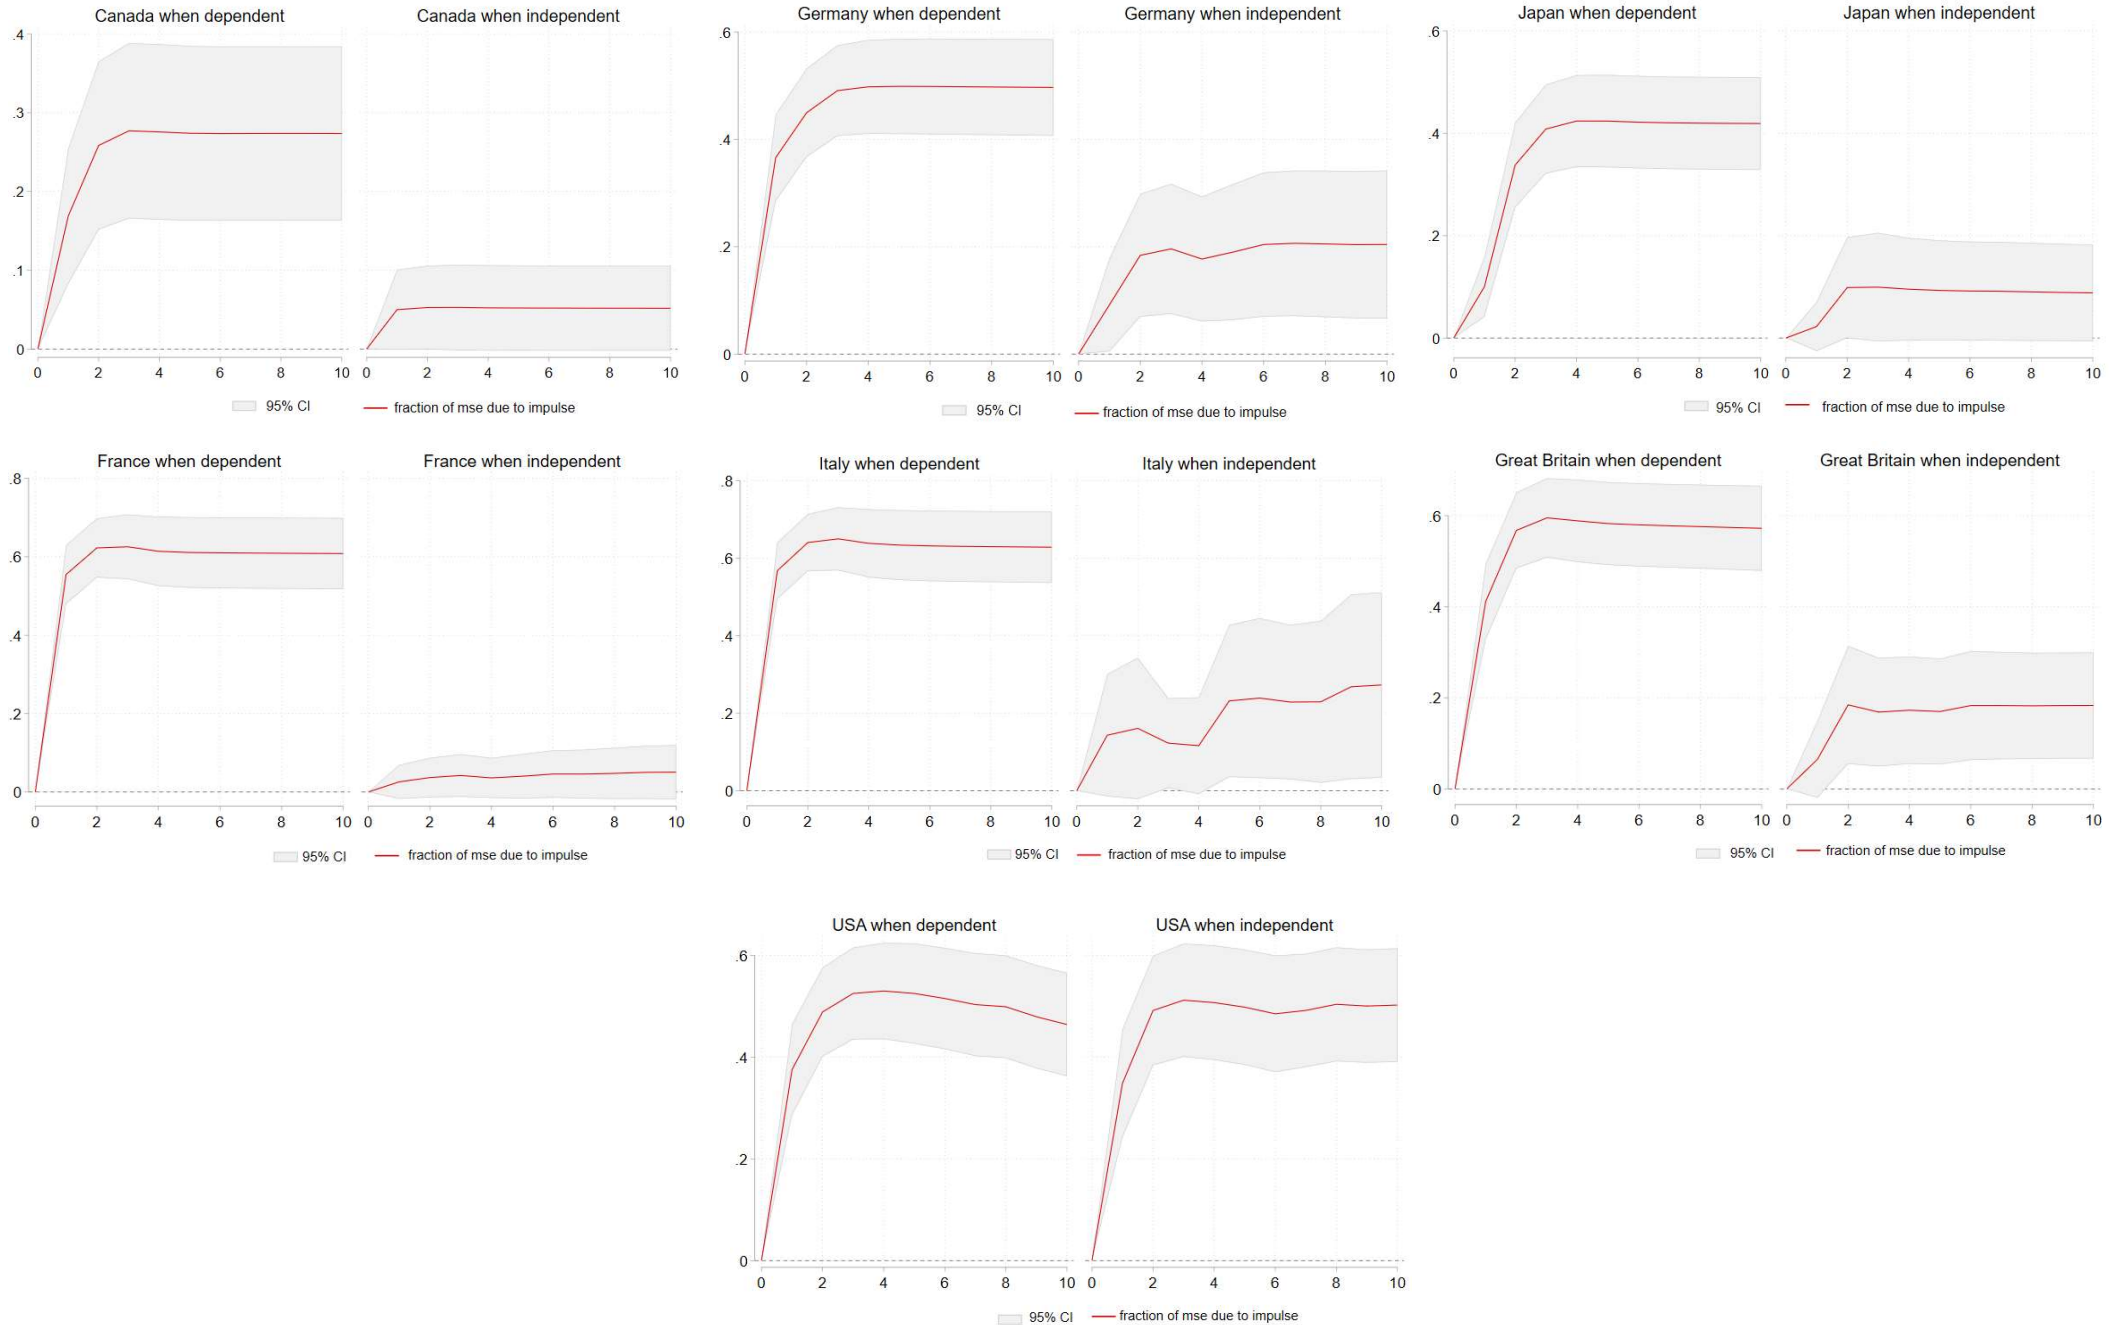 Canada when dependent Canada when independent
.4
.3
.2
.1
0
0 2 4 6 8 10 0 2 4 6 8 10
95% CI fraction of mse due to impulse
Germany when dependent Germany when independent
.6
.4
.2
0
0 2 4 6 8 10 0 2 4 6 8 10
95% CI fraction of mse due to impulse
Japan when dependent Japan when independent
.6
.4
.2
0
0 2 4 6 8 10 0 2 4 6 8 10
95% CI fraction of mse due to impulse
France when dependent France when independent
.8
.6
.4
.2
0
0 2 4 6 8 10 0 2 4 6 8 10
95% CI fraction of mse due to impulse
Italy when dependent Italy when independent
.8
.6
.4
.2
0
0 2 4 6 8 10 0 2 4 6 8 10
95% CI fraction of mse due to impulse
Great Britain when dependent Great Britain when independent
.6
.4
.2
0
0 2 4 6 8 10 0 2 4 6 8 10
95% CI fraction of mse due to impulse
USA when dependent USA when independent
.6
.4
.2
0
0 2 4 6 8 10 0 2 4 6 8 10
95% CI fraction of mse due to impulse